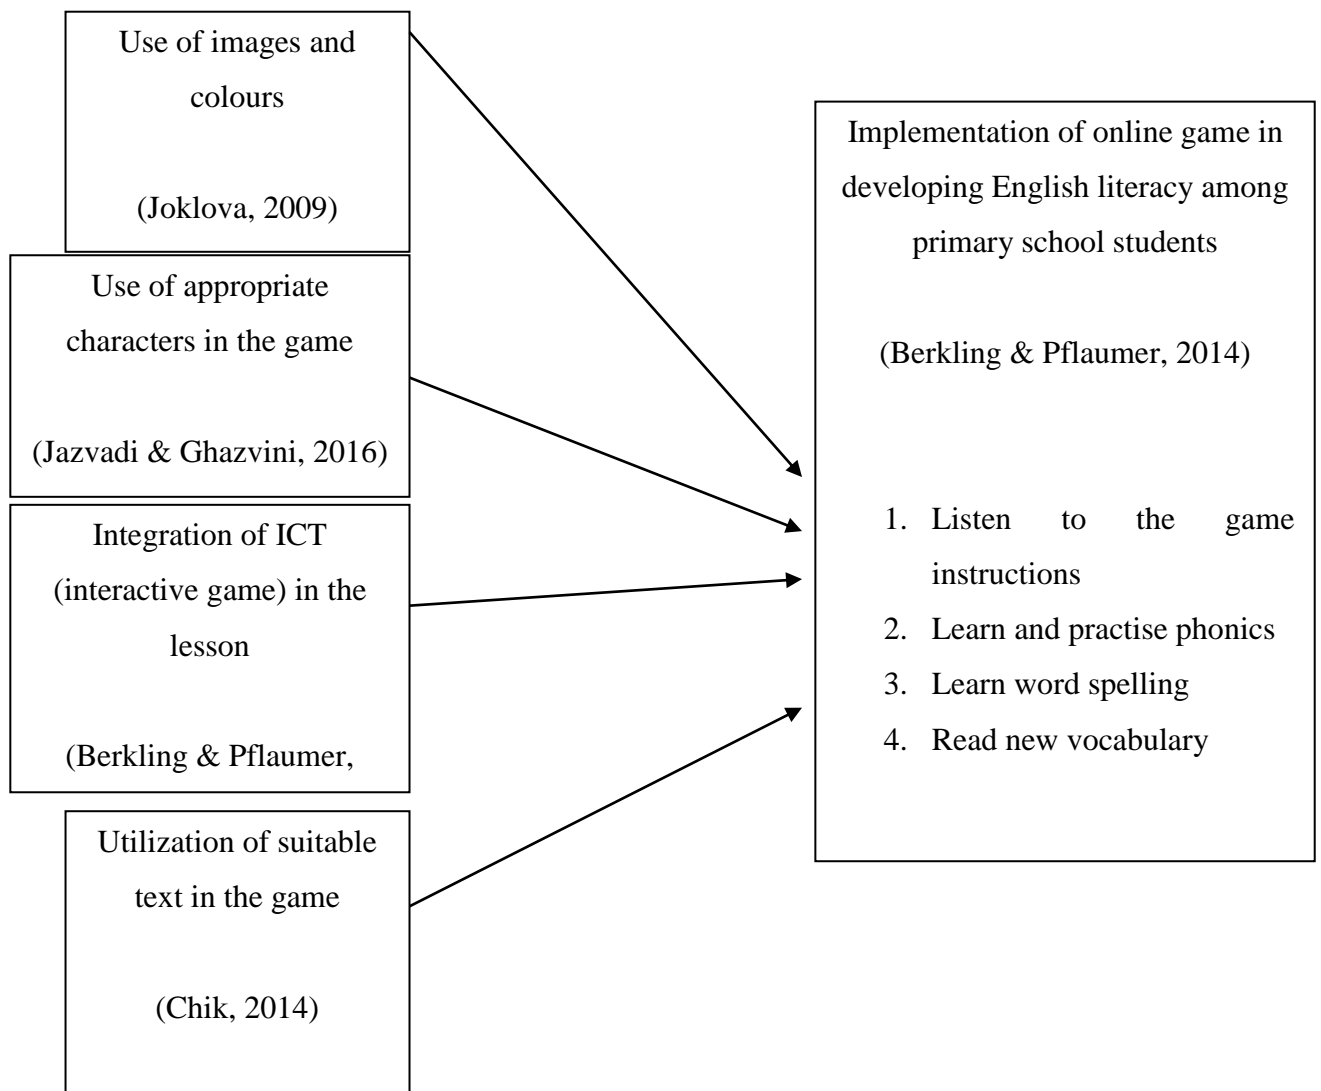 Use of images and
colours
(Joklova, 2009)
Use of appropriate
characters in the game
(Jazvadi & Ghazvini, 2016)
Integration of ICT
(interactive game) in the
lesson
(Berkling & Pflaumer,
Utilization of suitable
text in the game
(Chik, 2014)
Implementation of online game in
developing English literacy among
primary school students
(Berkling & Pflaumer, 2014)
1. Listen to the game
instructions
2. Learn and practise phonics
3. Learn word spelling
4. Read new vocabulary